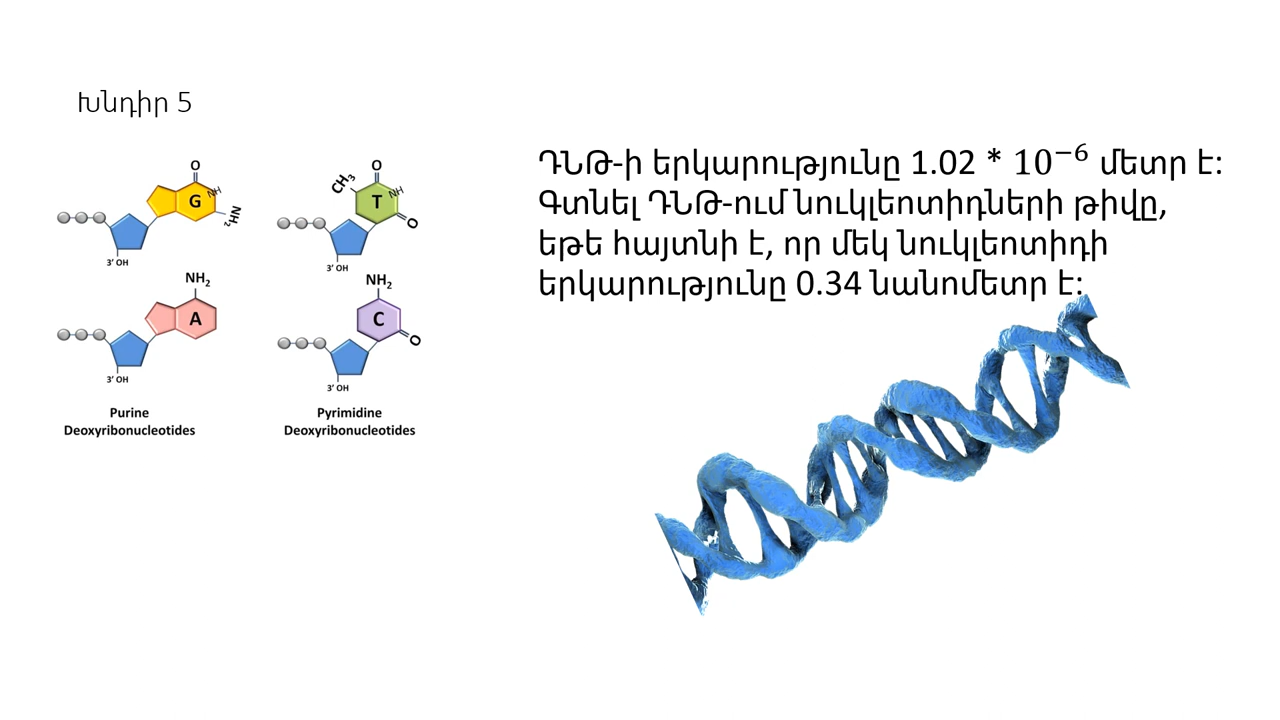 Խնդիր 5
ԴՆԹ-ի երկարությունը 1.02 * 10⁻⁶ մետր է:
Գտնել ԴՆԹ-ում նուկլեոտիդների թիվը,
եթե հայտնի է, որ մեկ նուկլեոտիդի
երկարությունը 0.34 նանոմետր է:
O
NH
G
NH₂
3' OH
O
CH₃
NH
T
O
3' OH
NH₂
A
3' OH
NH₂
C
O
3' OH
Purine
Deoxyribonucleotides
Pyrimidine
Deoxyribonucleotides